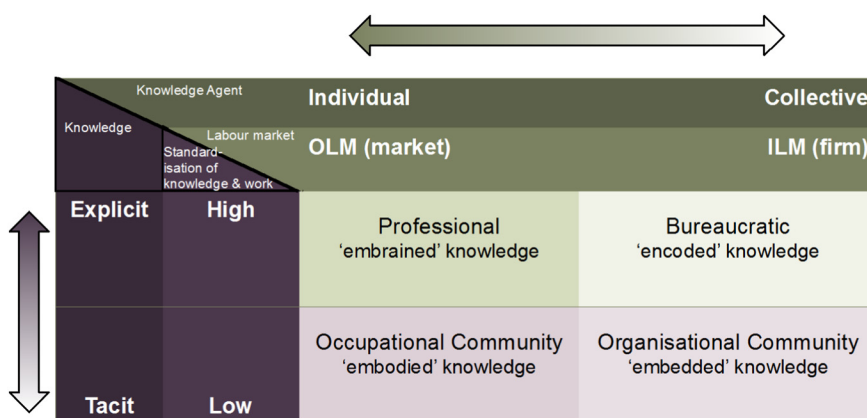 Knowledge Agent
Individual
Collective
Knowledge
Labour market
OLM (market)
ILM (firm)
Standard-
isation of
knowledge & work
Explicit
High
Professional
‘embrained’ knowledge
Bureaucratic
‘encoded’ knowledge
Occupational Community
‘embodied’ knowledge
Organisational Community
‘embedded’ knowledge
Tacit
Low